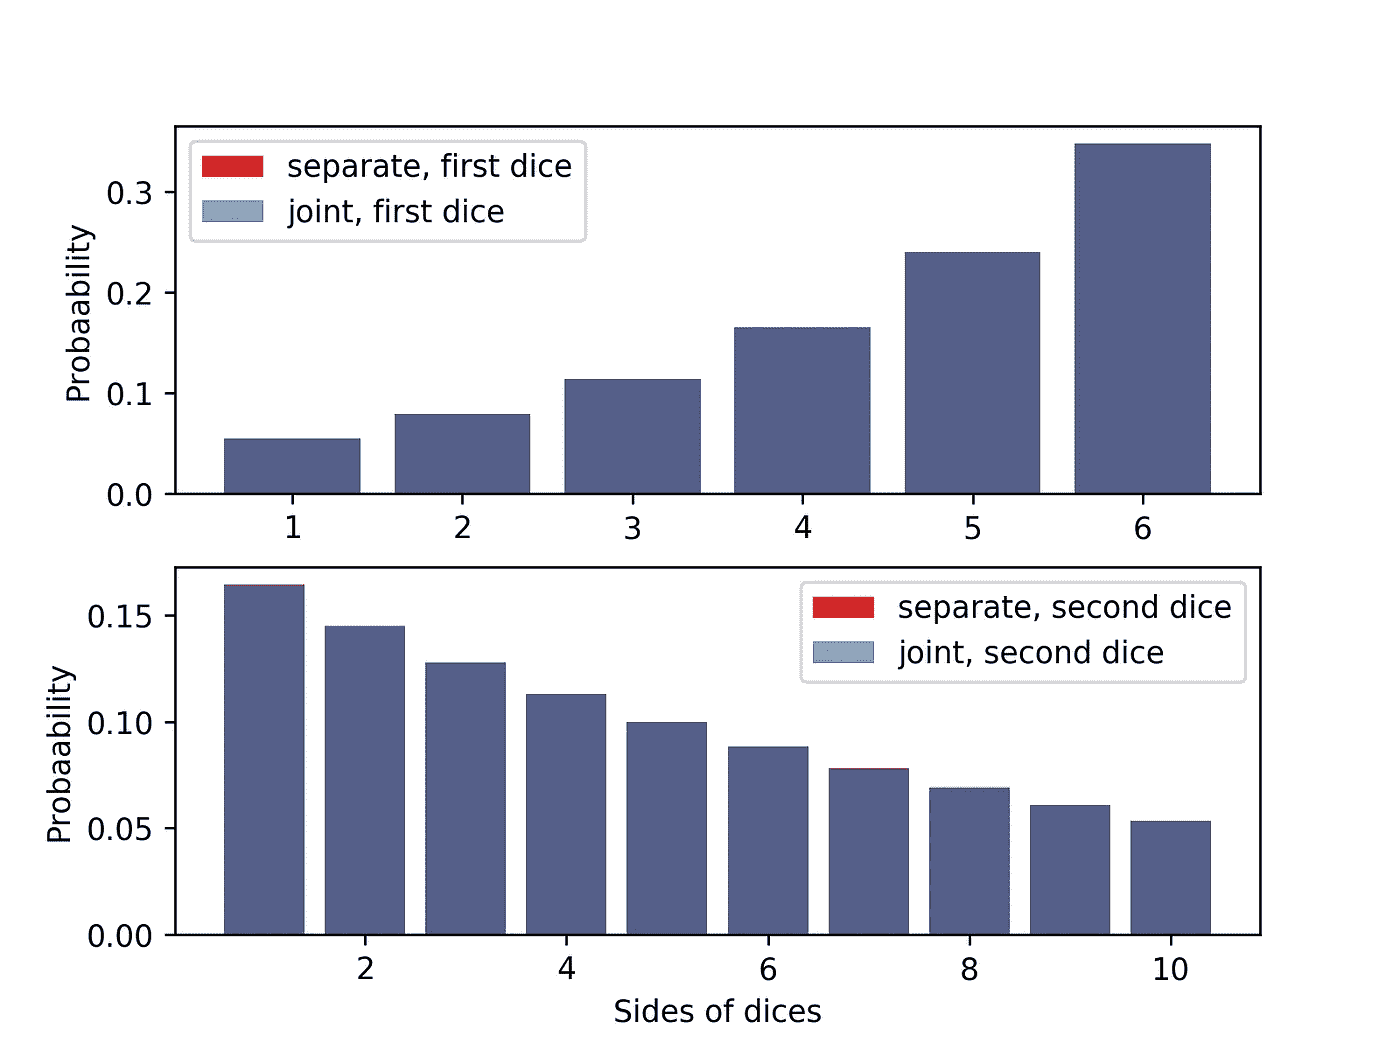 separate, first dice
joint, first dice
Probaability
0.3
0.2
0.1
0.0
1 2 3 4 5 6
separate, second dice
joint, second dice
Probaability
0.15
0.10
0.05
0.00
2 4 6 8 10
Sides of dices